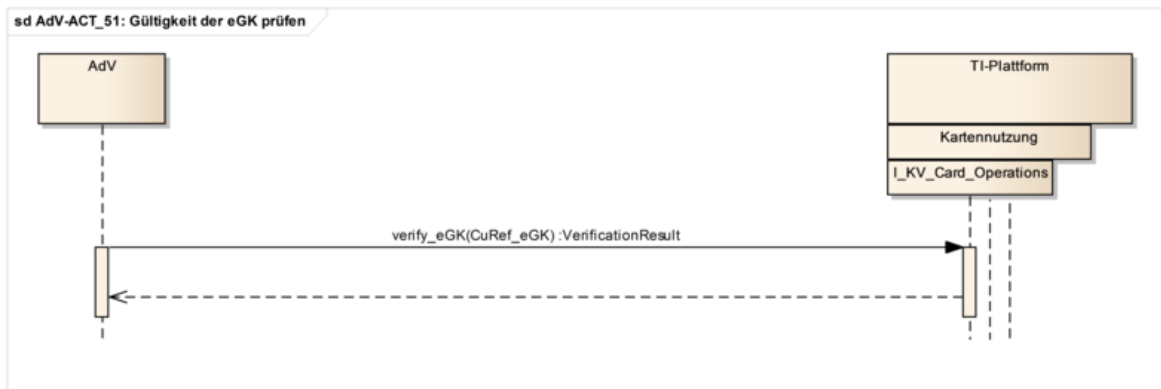 sd AdV-ACT_51: Gültigkeit der eGK prüfen
AdV
TI-Plattform
Kartennutzung
I_KV_Card_Operations
verify_eGK(CuRef_eGK) :VerificationResult